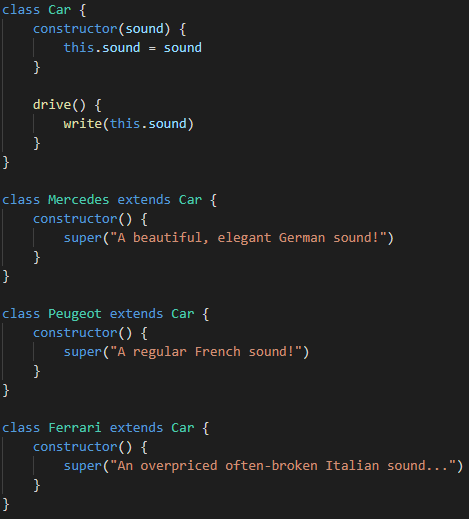 class Car {
    constructor(sound) {
        this.sound = sound
    }

    drive() {
        write(this.sound)
    }
}

class Mercedes extends Car {
    constructor() {
        super("A beautiful, elegant German sound!")
    }
}

class Peugeot extends Car {
    constructor() {
        super("A regular French sound!")
    }
}

class Ferrari extends Car {
    constructor() {
        super("An overpriced often-broken Italian sound...")
    }
}